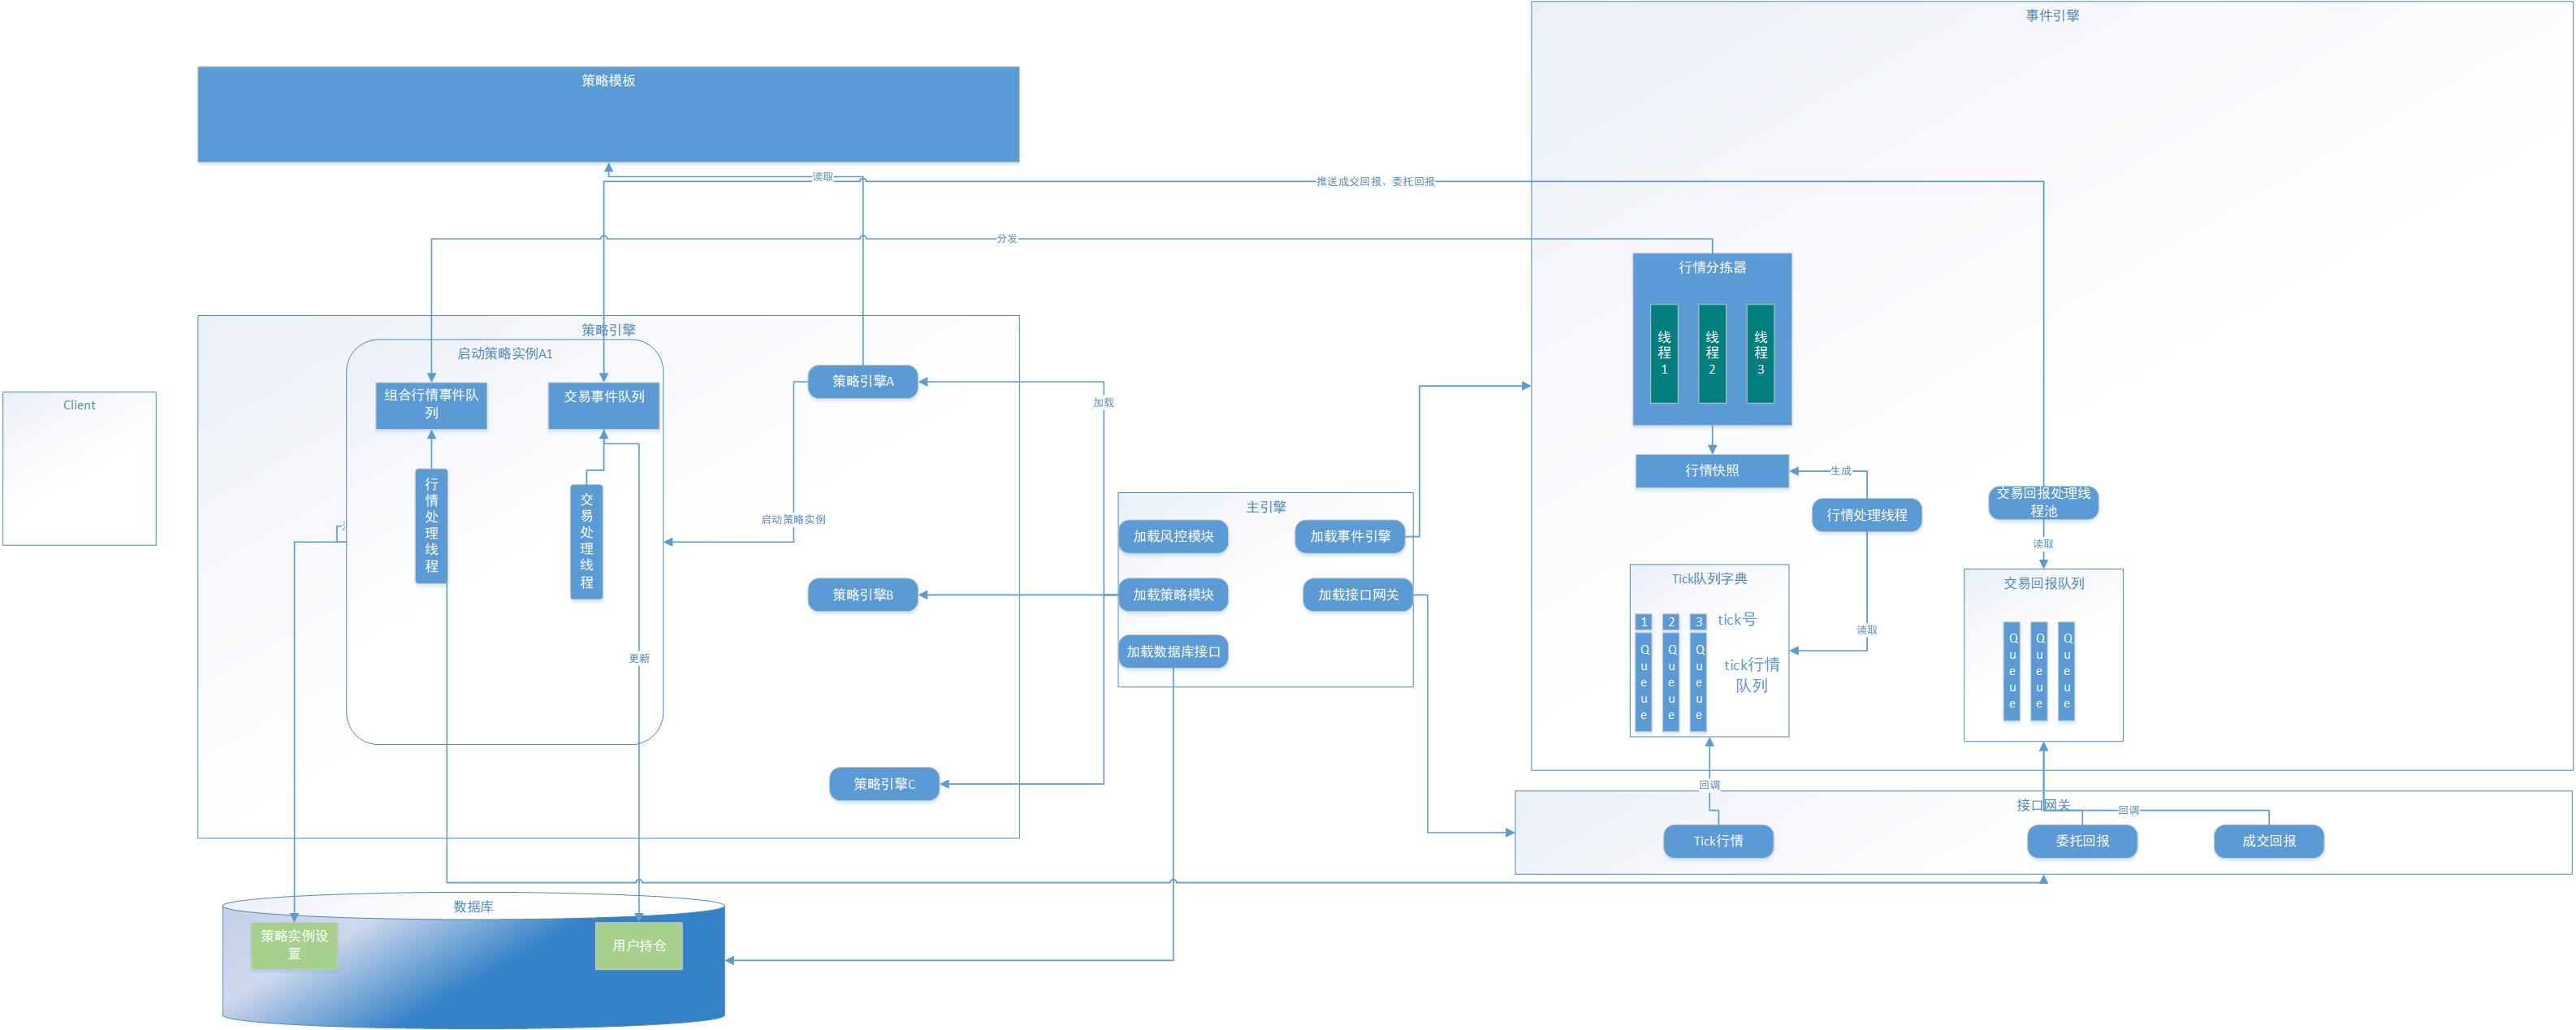 事件引擎
策略模板
读取
推送成交回报、委托回报
分发
行情分拣器
线
程
1
线
程
2
线
程
3
策略引擎
启动策略实例A1
组合行情事件队
列
交易事件队列
策略引擎A
Client
加载
行
情
处
理
线
程
交
易
处
理
线
程
启动策略实例
策略引擎B
更新
策略引擎C
主引擎
加载风控模块
加载事件引擎
加载策略模块
加载接口网关
加载数据库接口
行情快照
生成
行情处理线程
读取
交易回报处理线
程池
读取
Tick队列字典
1
2
3
tick号
Q
u
e
u
e
Q
u
e
u
e
Q
u
e
u
e
tick行情
队列
交易回报队列
Q
u
e
u
e
Q
u
e
u
e
Q
u
e
u
e
回调
接口网关
回调
Tick行情
委托回报
成交回报
数据库
策略实例设
置
用户持仓